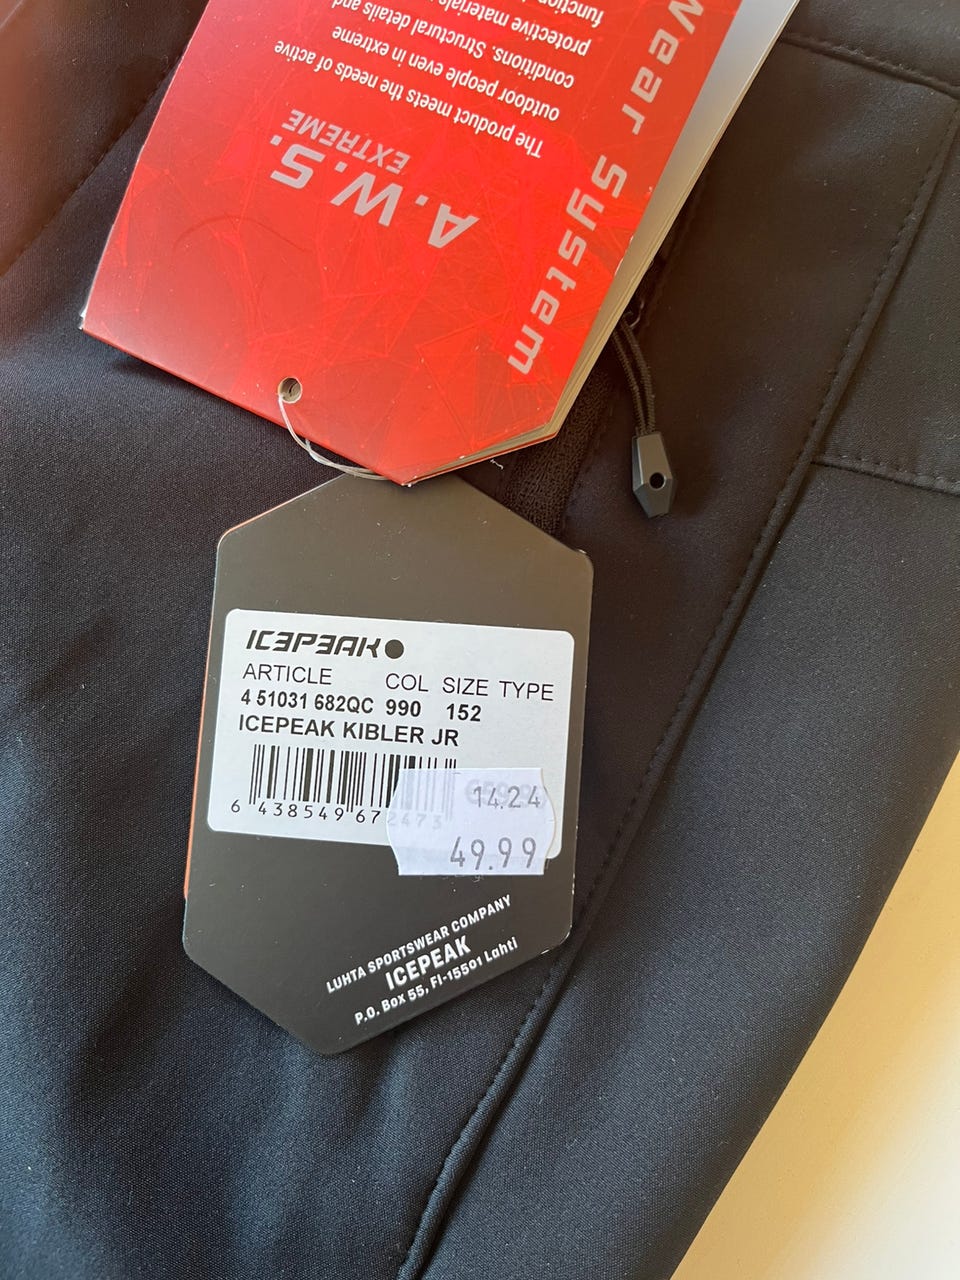 Wear System
A.W.S.
EXTREME
The product meets the needs of active
outdoor people even in extreme
conditions. Structural details and
protective materials
ICEPEAK
ARTICLE COL SIZE TYPE
4 51031 682QC 990 152
ICEPEAK KIBLER JR
6 438549 672473
14.24
49.99
LUHTA SPORTSWEAR COMPANY
ICEPEAK
P.O. Box 55, FI-15501 Lahti